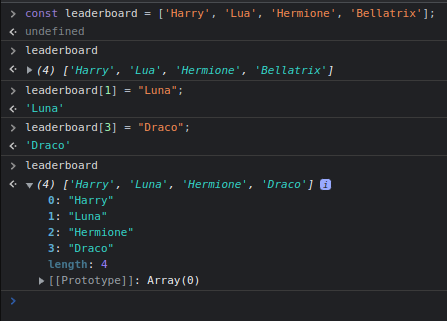 const leaderboard = ['Harry', 'Lua', 'Hermione', 'Bellatrix'];
undefined
leaderboard
(4) ['Harry', 'Lua', 'Hermione', 'Bellatrix']
leaderboard[1] = "Luna";
'Luna'
leaderboard[3] = "Draco";
'Draco'
leaderboard
(4) ['Harry', 'Luna', 'Hermione', 'Draco'] i
0: "Harry"
1: "Luna"
2: "Hermione"
3: "Draco"
length: 4
[[Prototype]]: Array(0)